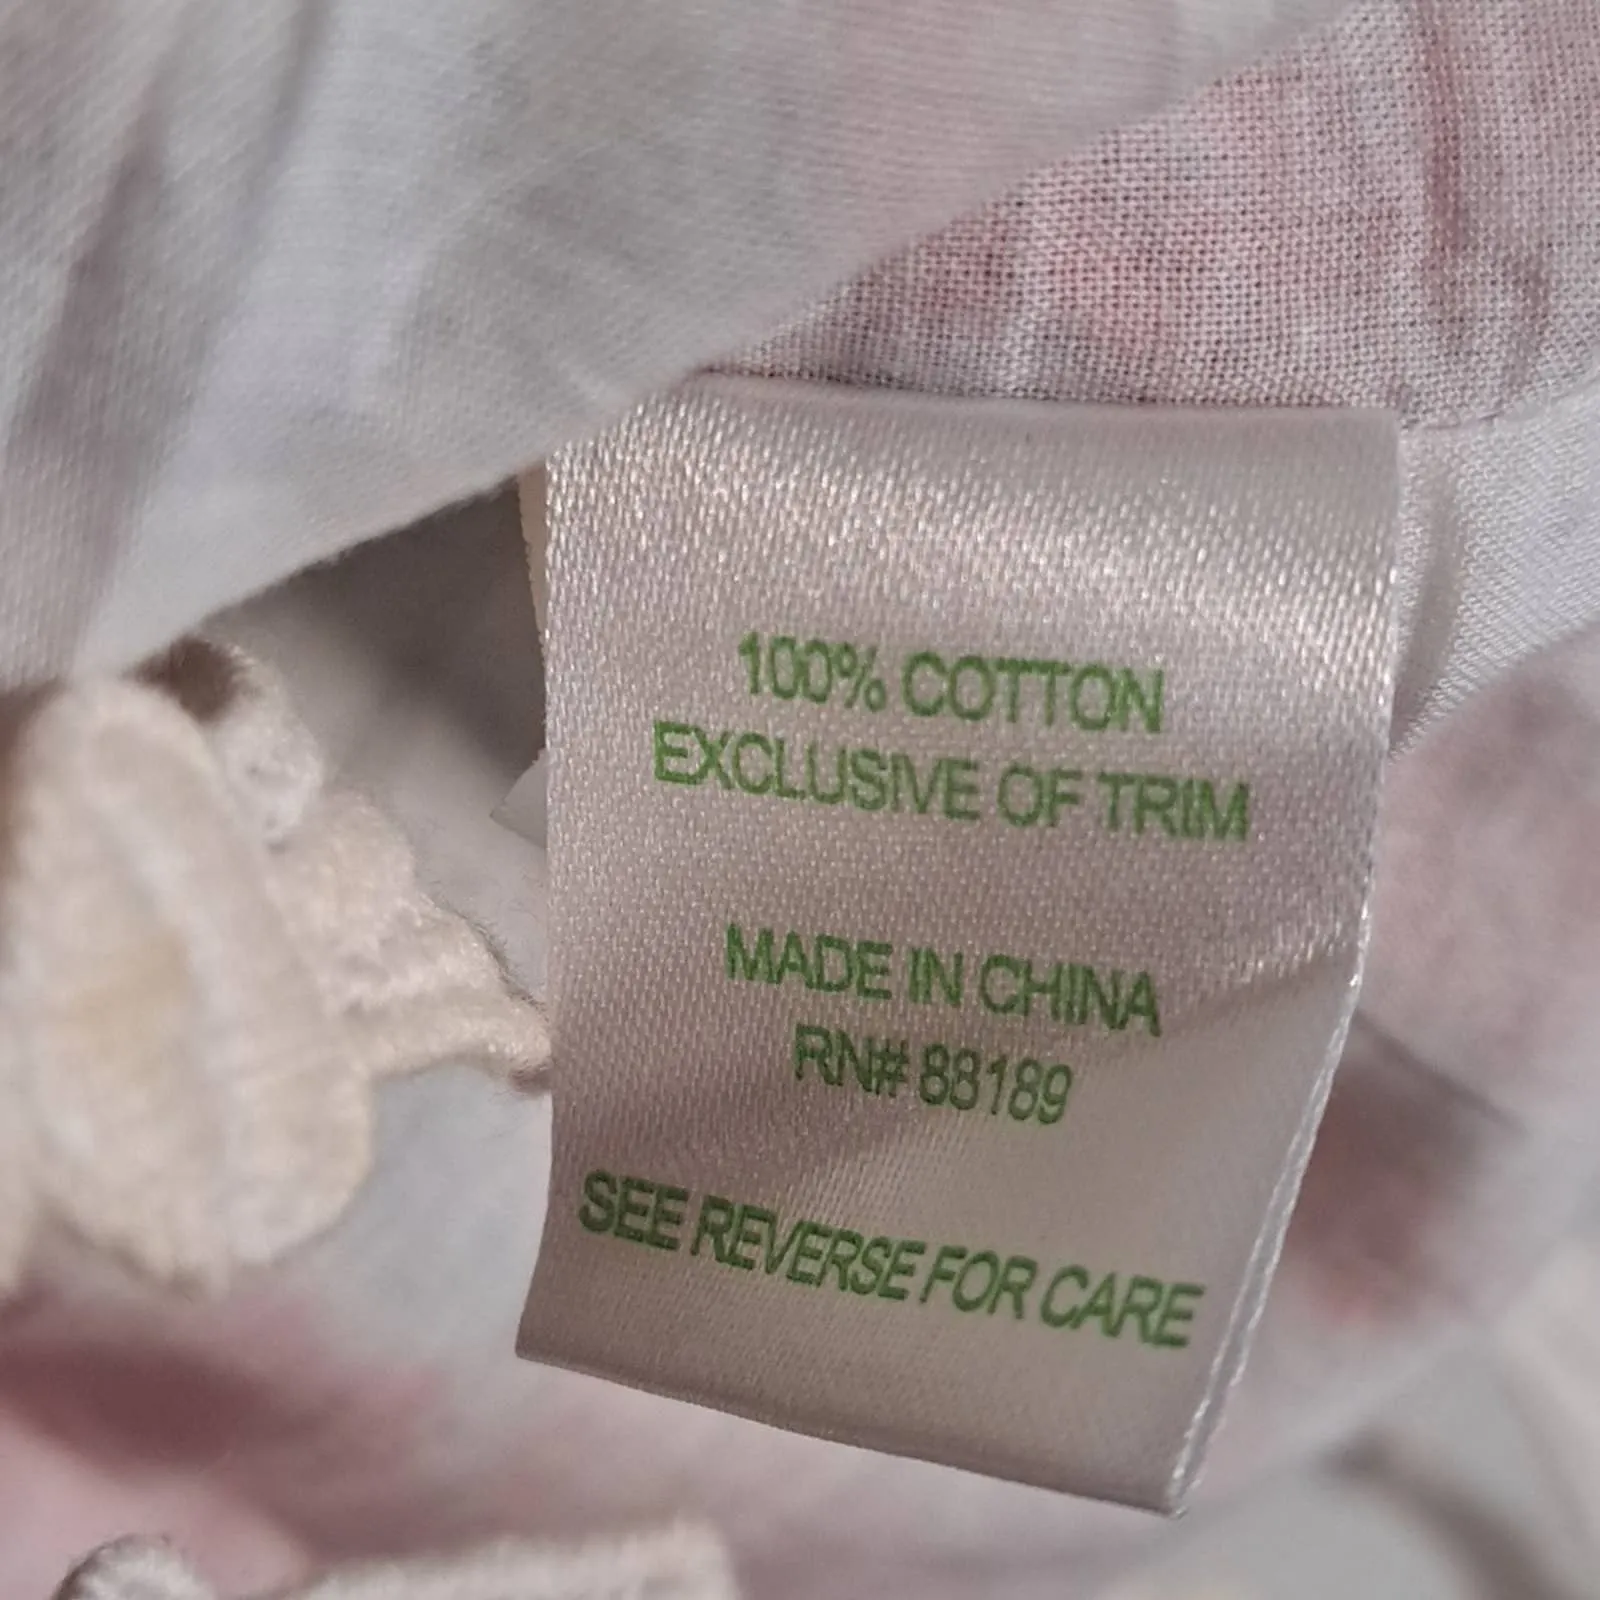 100% COTTON
EXCLUSIVE OF TRIM
MADE IN CHINA
RN# 88189
SEE REVERSE FOR CARE